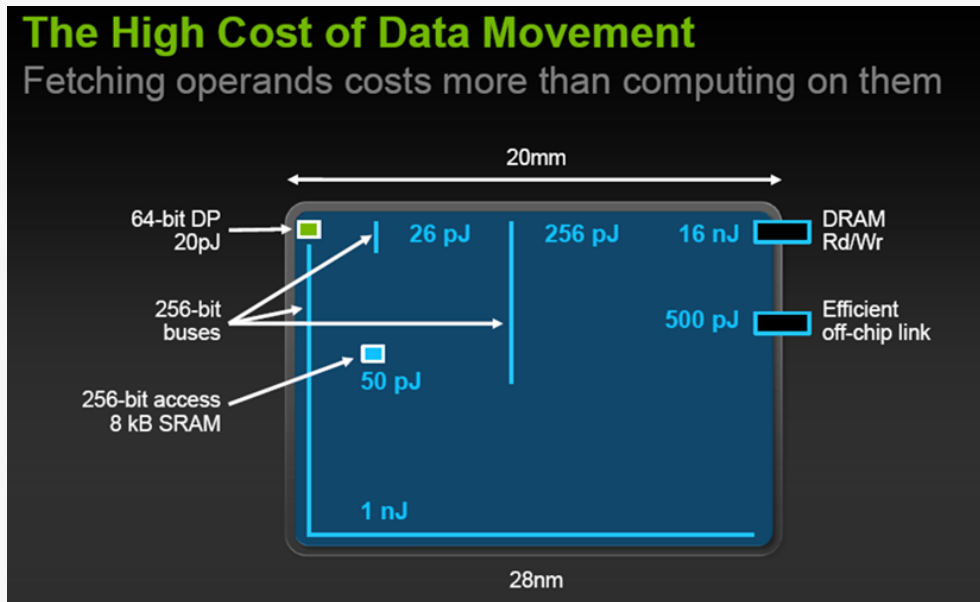 The High Cost of Data Movement
Fetching operands costs more than computing on them
20mm
64-bit DP
20pJ
26 pJ
256 pJ
16 nJ
DRAM
Rd/Wr
256-bit
buses
500 pJ
Efficient
off-chip link
50 pJ
256-bit access
8 kB SRAM
1 nJ
28nm